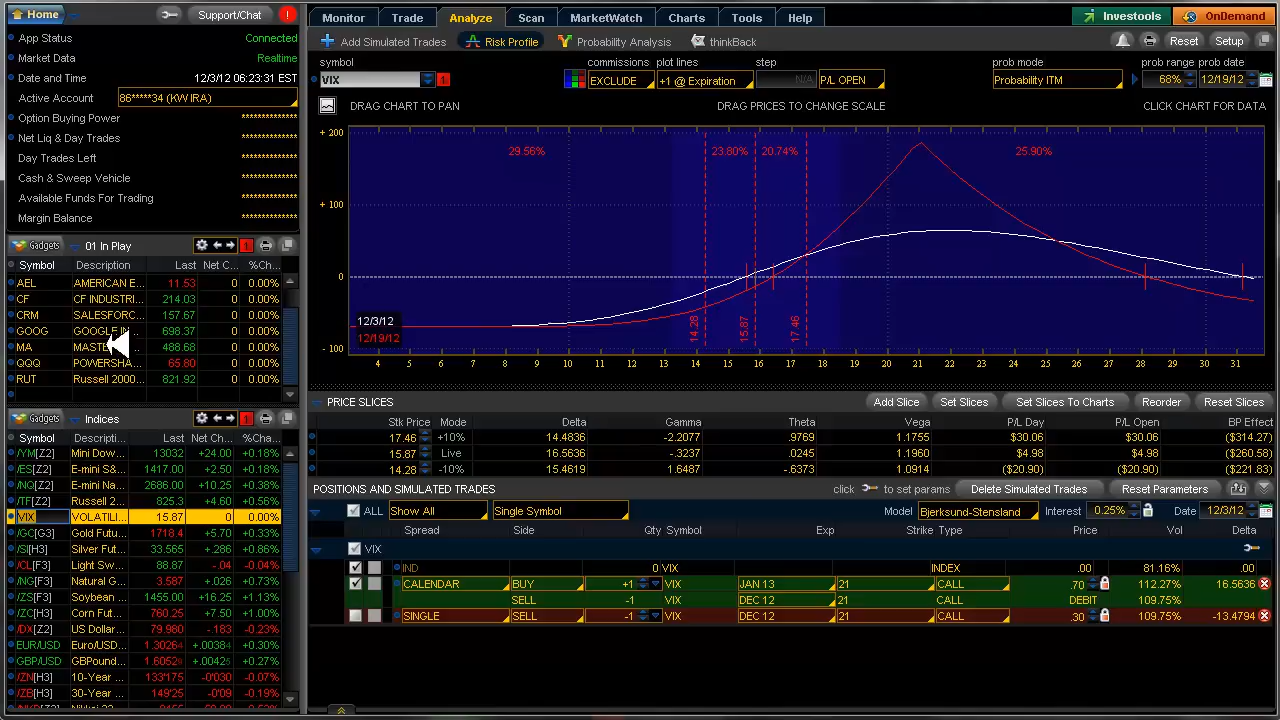 Home Support/Chat !
App Status Connected
Market Data Realtime
Date and Time 12/3/12 06:23:31 EST
Active Account 86*****34 (KW IRA)
Option Buying Power **************
Net Liq & Day Trades **************
Day Trades Left **************
Cash & Sweep Vehicle **************
Available Funds For Trading **************
Margin Balance **************
Gadgets 01 In Play 1
Symbol Description Last Net C... %Ch...
AEL AMERICAN E... 11.53 0 0.00%
CF CF INDUSTRI... 214.03 0 0.00%
CRM SALESFORC... 157.67 0 0.00%
GOOG GOOGLE 698.37 0 0.00%
MA 488.68 0 0.00%
QQQ POWERSHA... 65.80 0 0.00%
RUT Russell 2000... 821.92 0 0.00%
Gadgets Indices 1
Symbol Descripti... Last Net Ch... %Cha...
/YM[Z2] Mini Dow... 13032 +24.00 +0.18%
/ES[Z2] E-mini S&... 1417.00 +2.50 +0.18%
/NQ[Z2] E-mini Na... 2686.00 +10.25 +0.38%
/TF[Z2] Russell 2... 825.3 +4.60 +0.56%
VIX VOLATILI... 15.87 0 0.00%
/GC[G3] Gold Futu... 1718.4 +5.70 +0.33%
/SI[H3] Silver Fut... 33.565 +.286 +0.86%
/CL[F3] Light Sw... 88.87 -.04 -0.04%
/NG[F3] Natural G... 3.587 +.026 +0.73%
/ZS[F3] Soybean ... 1455.00 +16.25 +1.13%
/ZC[H3] Corn Fut... 760.25 +7.50 +1.00%
/DX[Z2] US Dollar... 79.980 -.183 -0.23%
EUR/USD Euro/USD... 1.30264 +.00384 +0.30%
GBP/USD GBPound... +.00425 +0.27%
/ZN[H3] 10-Year ... 133'175 -0'030 -0.07%
/ZB[H3] 30-Year ... 149'25 -0'09 -0.19%
Monitor Trade Analyze Scan MarketWatch Charts Tools Help Investools OnDemand
Add Simulated Trades Risk Profile Probability Analysis thinkBack Reset Setup
symbol commissions plot lines step prob mode prob range prob date
VIX 1 EXCLUDE +1 @ Expiration N/A P/L OPEN Probability ITM 68% 12/19/12
DRAG CHART TO PAN DRAG PRICES TO CHANGE SCALE CLICK CHART FOR DATA
+ 200
29.56% 23.80% 20.74% 25.90%
+ 100
0
12/3/12
12/19/12
14.28 15.87 17.46
- 100
4 5 6 7 8 9 10 11 12 13 14 15 16 17 18 19 20 21 22 23 24 25 26 27 28 29 30 31
PRICE SLICES Add Slice Set Slices Set Slices To Charts Reorder Reset Slices
Stk Price Mode Delta Gamma Theta Vega P/L Day P/L Open BP Effect
17.46 +10% 14.4836 -2.2077 .9769 1.1755 $30.06 $30.06 ($314.27)
15.87 Live 16.5636 -.3237 .0245 1.1960 $4.98 $4.98 ($260.58)
14.28 -10% 15.4619 1.6487 -.6373 1.0914 ($20.90) ($20.90) ($221.83)
POSITIONS AND SIMULATED TRADES click to set params Delete Simulated Trades Reset Parameters
ALL Show All Single Symbol Model Bjerksund-Stensland Interest 0.25% Date 12/3/12
Spread Side Qty Symbol Exp Strike Type Price Vol Delta
VIX
IND 0 VIX INDEX .00 81.16% .00
CALENDAR BUY +1 VIX JAN 13 21 CALL .70 112.27% 16.5636
SELL -1 VIX DEC 12 21 CALL DEBIT 109.75%
SINGLE SELL -1 VIX DEC 12 21 CALL .30 109.75% -13.4794